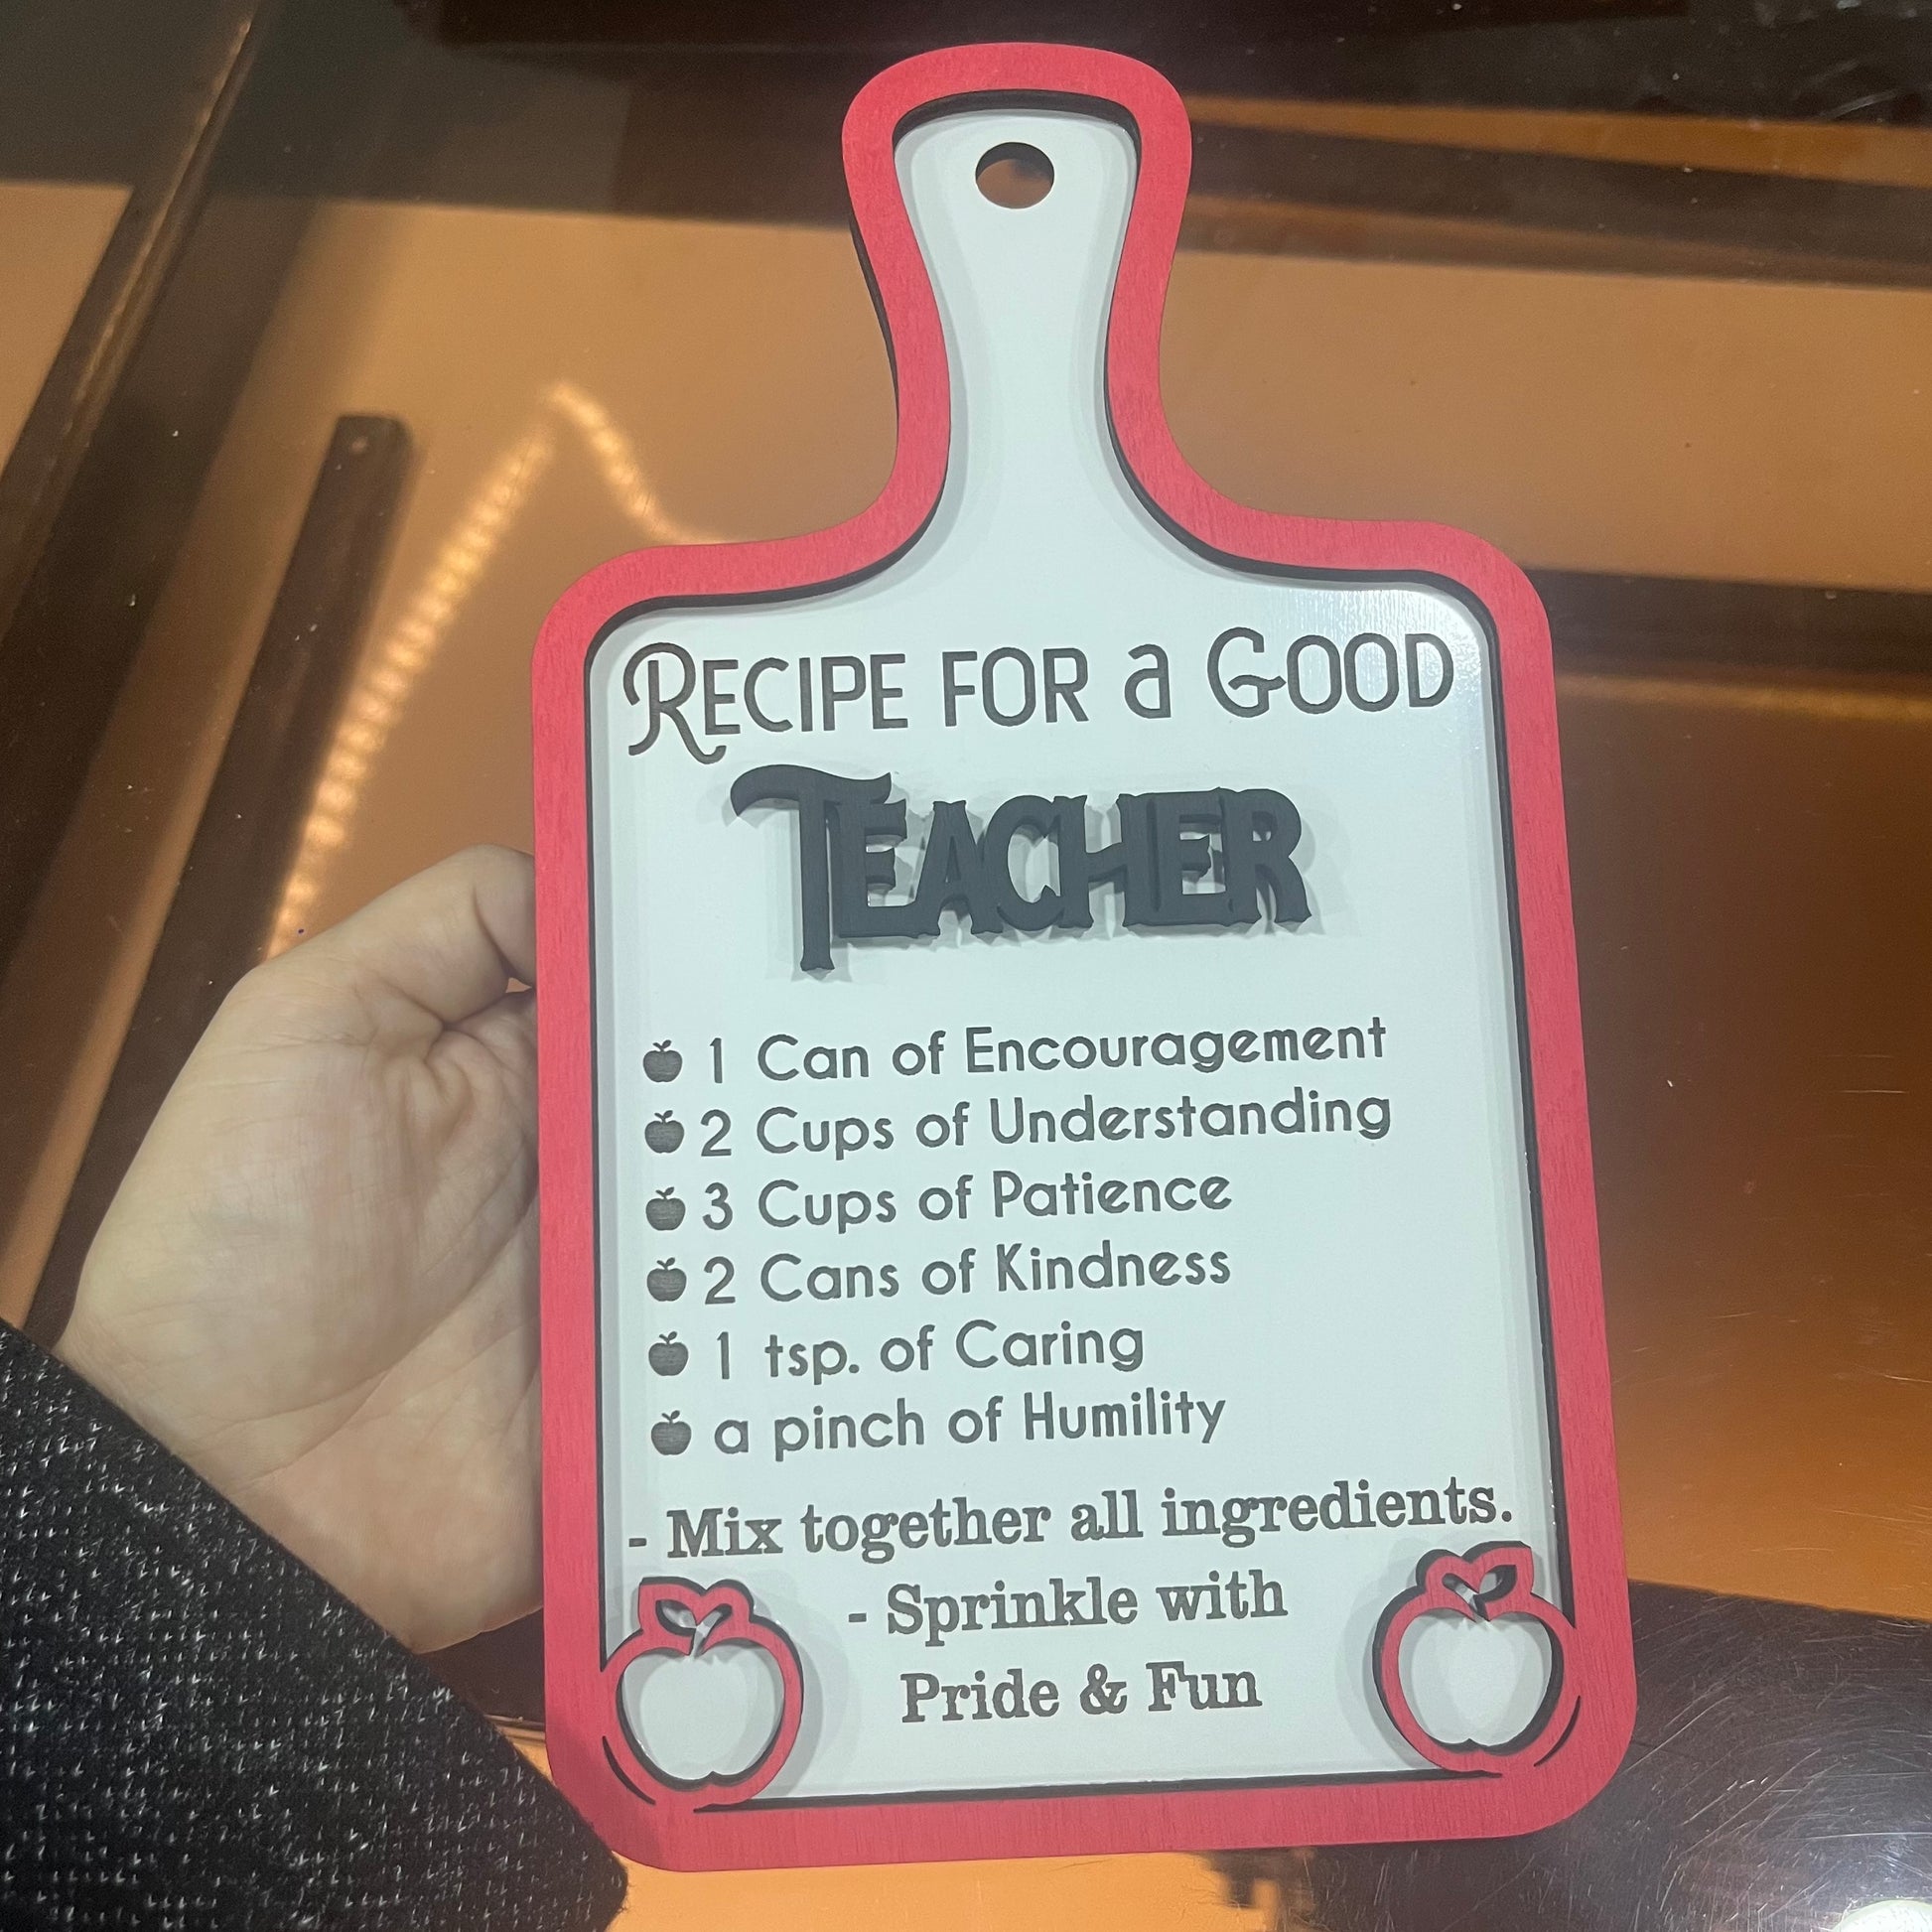 RECIPE FOR a GOOD
TEACHER
1 Can of Encouragement
2 Cups of Understanding
3 Cups of Patience
2 Cans of Kindness
1 tsp. of Caring
a pinch of Humility
- Mix together all ingredients.
- Sprinkle with
Pride & Fun